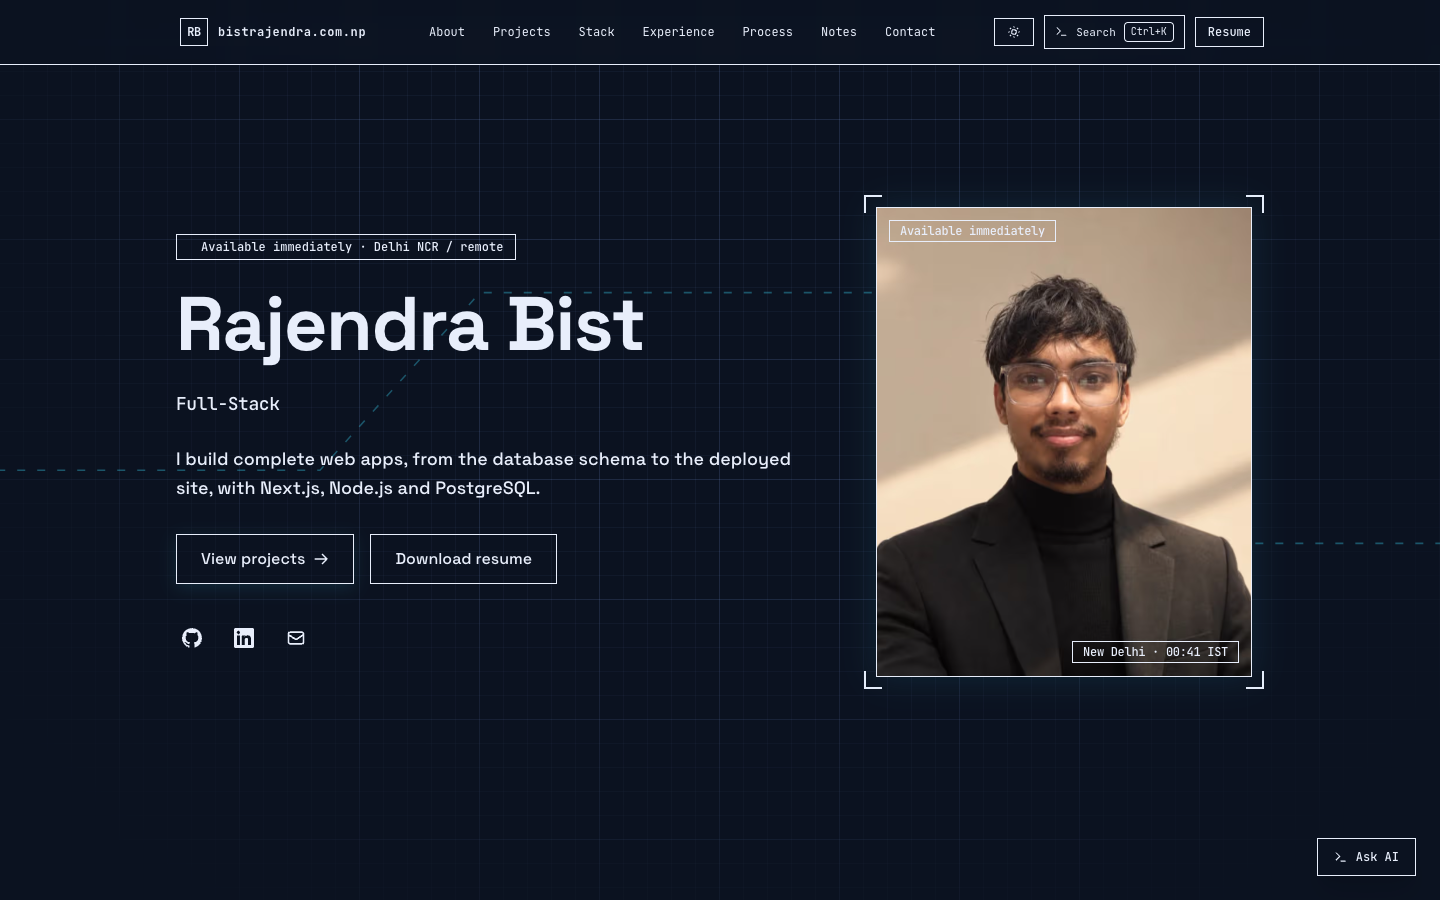 RB bistrajendra.com.np About Projects Stack Experience Process Notes Contact Search Ctrl+K Resume
Available immediately · Delhi NCR / remote
Rajendra Bist
Full-Stack
I build complete web apps, from the database schema to the deployed
site, with Next.js, Node.js and PostgreSQL.
View projects → Download resume
in
Available immediately
New Delhi · 00:41 IST
Ask AI